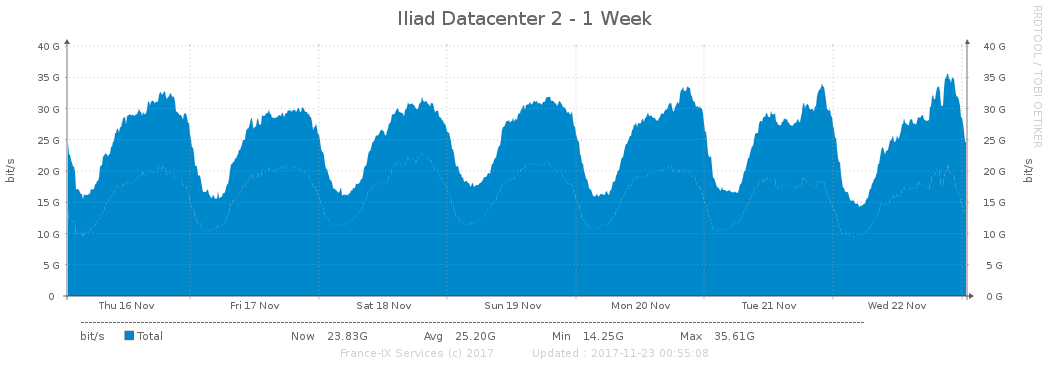 Iliad Datacenter 2 - 1 Week
RRDTOOL / TOBI OETIKER
40 G 40 G
35 G 35 G
30 G 30 G
25 G 25 G
20 G 20 G
15 G 15 G
10 G 10 G
5 G 5 G
0 0 G
bit/s bit/s
Thu 16 Nov Fri 17 Nov Sat 18 Nov Sun 19 Nov Mon 20 Nov Tue 21 Nov Wed 22 Nov
bit/s Total Now 23.83G Avg 25.20G Min 14.25G Max 35.61G
France-IX Services (c) 2017 Updated : 2017-11-23 00:55:08